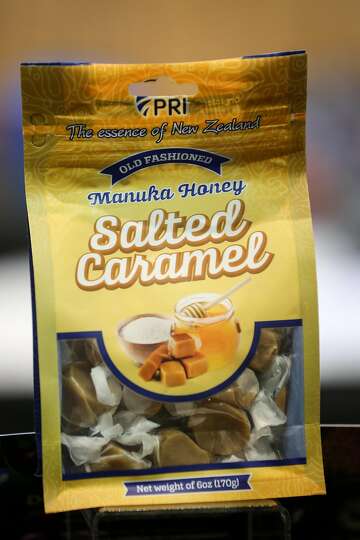 PRI
The essence of New Zealand
OLD FASHIONED
Manuka Honey
Salted
Caramel
Net weight of 6oz (170g)